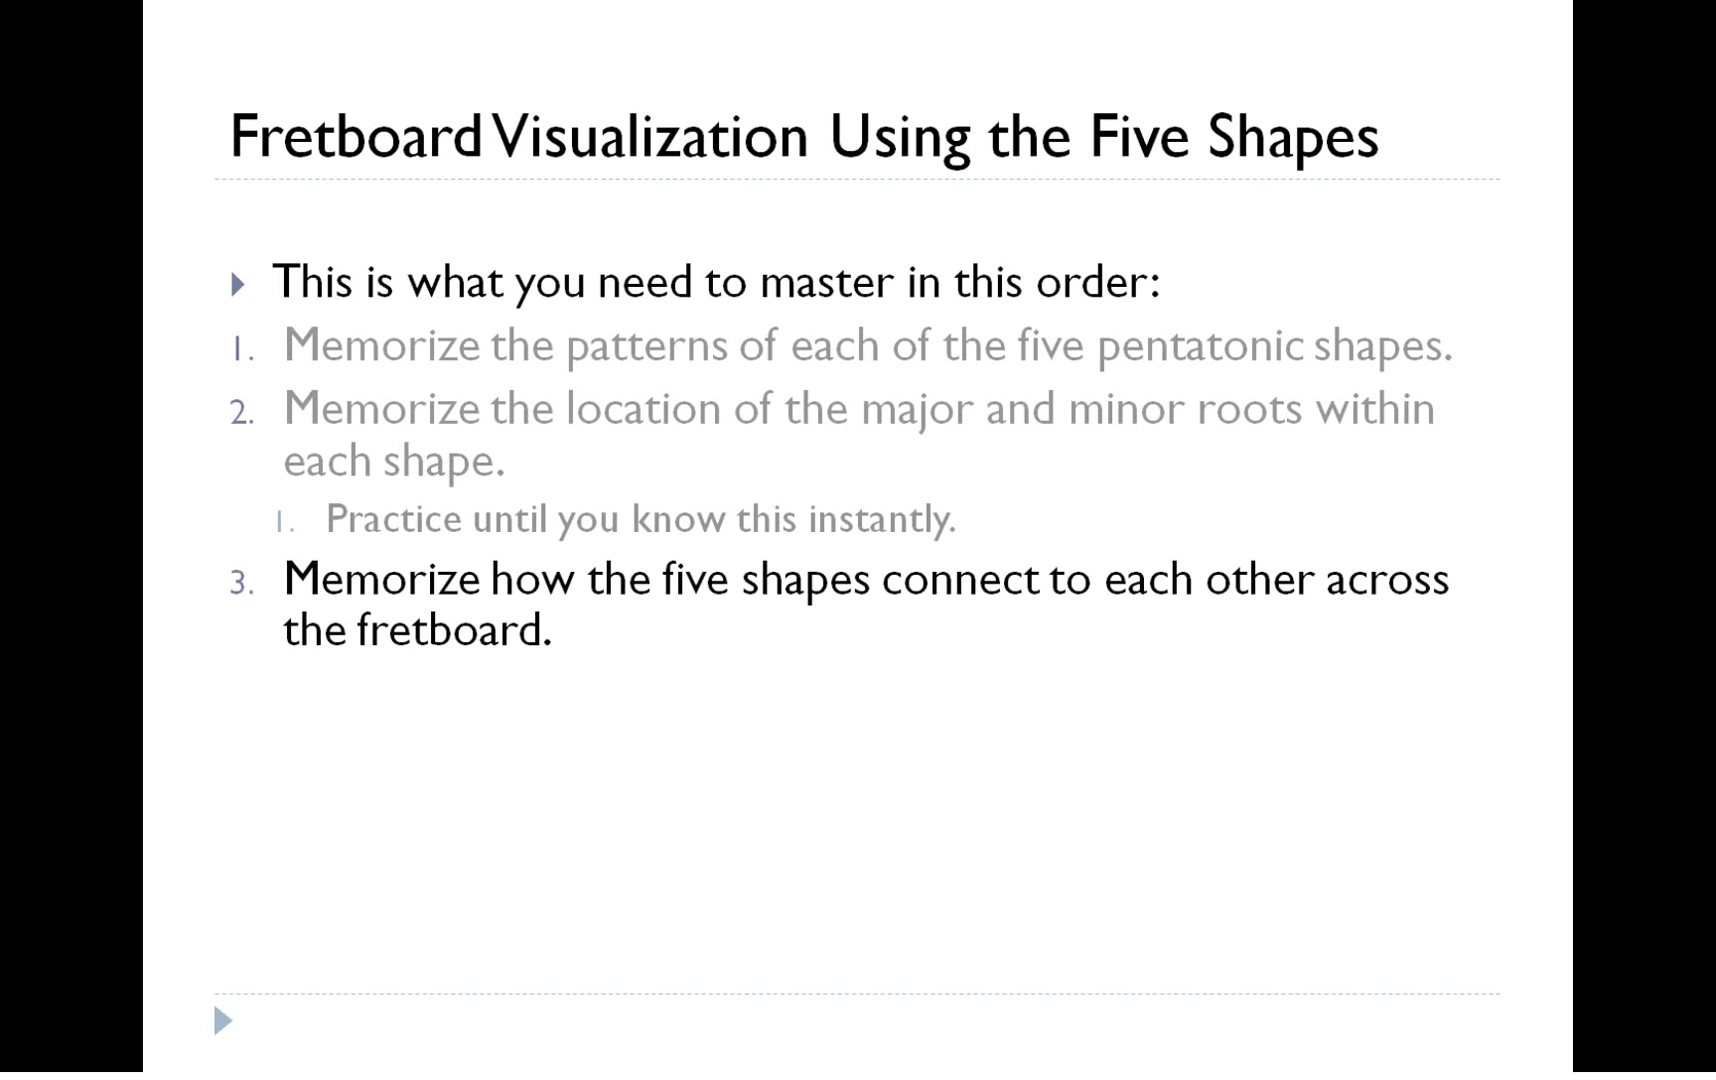 Fretboard Visualization Using the Five Shapes
This is what you need to master in this order:
1. Memorize the patterns of each of the five pentatonic shapes.
2. Memorize the location of the major and minor roots within
each shape.
1. Practice until you know this instantly.
3. Memorize how the five shapes connect to each other across
the fretboard.